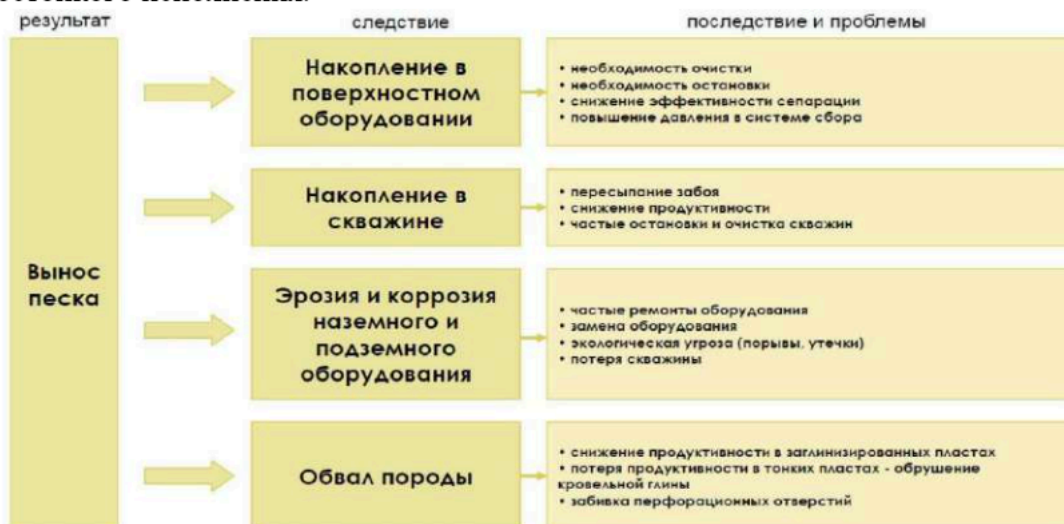 результат
следствие
последствие и проблемы
Вынос
песка
Накопление в
поверхностном
оборудовании
• необходимость очистки
• необходимость остановки
• снижение эффективности сепарации
• повышение давления в системе сбора
Накопление в
скважине
• пересыпание забоя
• снижение продуктивности
• частые остановки и очистка скважин
Эрозия и коррозия
наземного и
подземного
оборудования
• частые ремонты оборудования
• замена оборудования
• экологическая угроза (порывы, утечки)
• потеря скважины
Обвал породы
• снижение продуктивности в заглинизированных пластах
• потеря продуктивности в тонких пластах - обрушение
кровельной глины
• забивка перфорационных отверстий